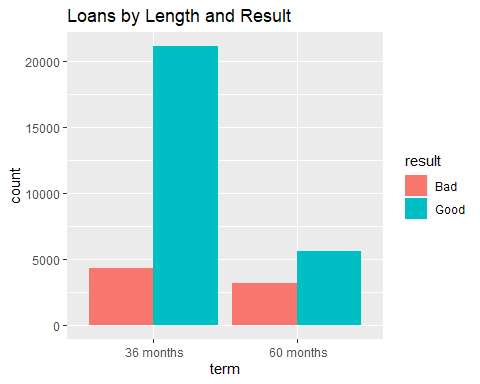 Loans by Length and Result
count
20000
15000
10000
5000
0
36 months
60 months
term
result
Bad
Good